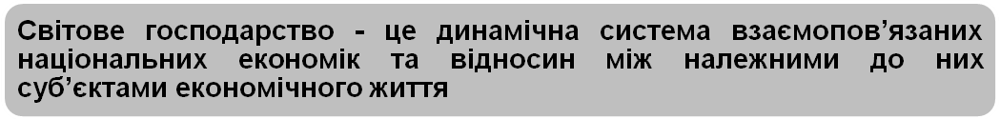 Світове господарство - це динамічна система взаємопов’язаних
національних економік та відносин між належними до них
суб’єктами економічного життя